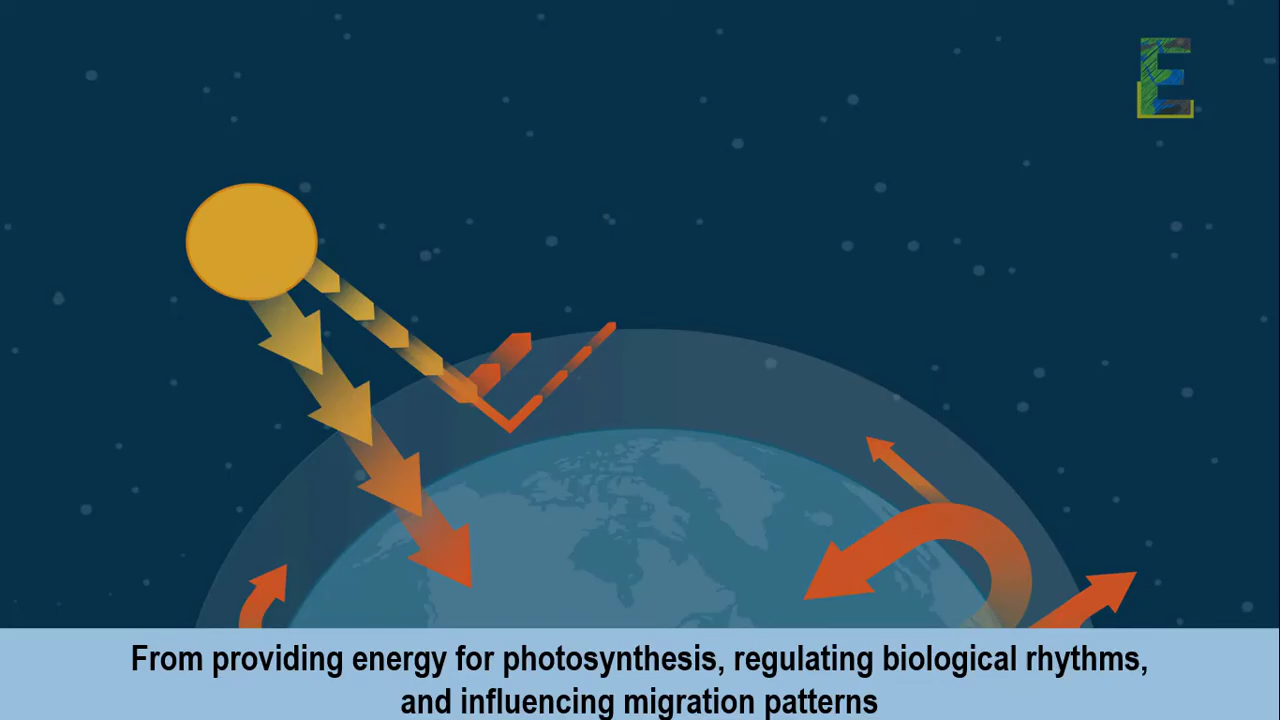 E
From providing energy for photosynthesis, regulating biological rhythms,
and influencing migration patterns